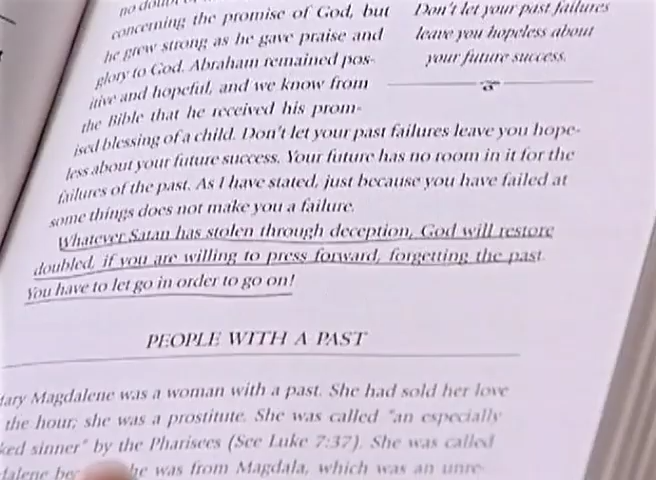 no doubt
concerning the promise of God, but
he grew strong as he gave praise and
glory to God. Abraham remained pos-
itive and hopeful, and we know from
the Bible that he received his prom-
ised blessing of a child. Don't let your past failures leave you hope-
less about your future success. Your future has no room in it for the
failures of the past. As I have stated, just because you have failed at
some things does not make you a failure.
Whatever Satan has stolen through deception, God will restore
doubled, if you are willing to press forward, forgetting the past.
You have to let go in order to go on!
Don't let your past failures
leave you hopeless about
your future success.
PEOPLE WITH A PAST
Mary Magdalene was a woman with a past. She had sold her love
the hour; she was a prostitute. She was called "an especially
ked sinner" by the Pharisees (See Luke 7:37). She was called
dalene be he was from Magdala, which was an unre-